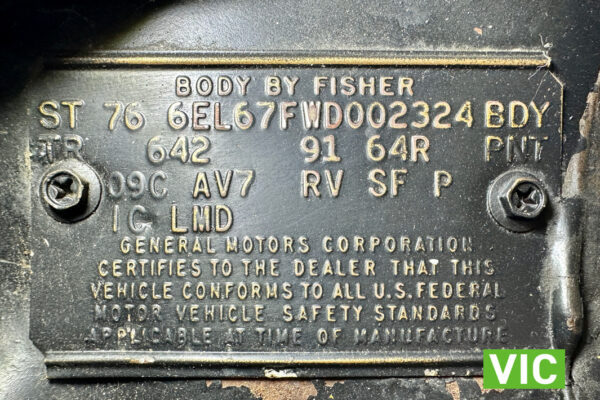 BODY BY FISHER
ST 76 6EL67FWD002324 BDY
TR 642 91 64R PNT
09C AV7 RV SF P
IC LMD
GENERAL MOTORS CORPORATION
CERTIFIES TO THE DEALER THAT THIS
VEHICLE CONFORMS TO ALL U.S. FEDERAL
MOTOR VEHICLE SAFETY STANDARDS
APPLICABLE AT TIME OF MANUFACTURE
VIC